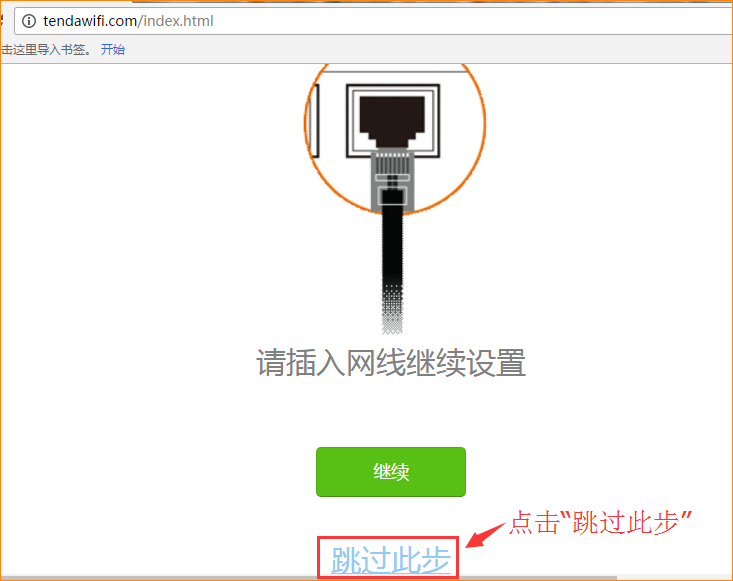 tendawifi.com/index.html
击这里导入书签。 开始
请插入网线继续设置
继续
点击“跳过此步”
跳过此步